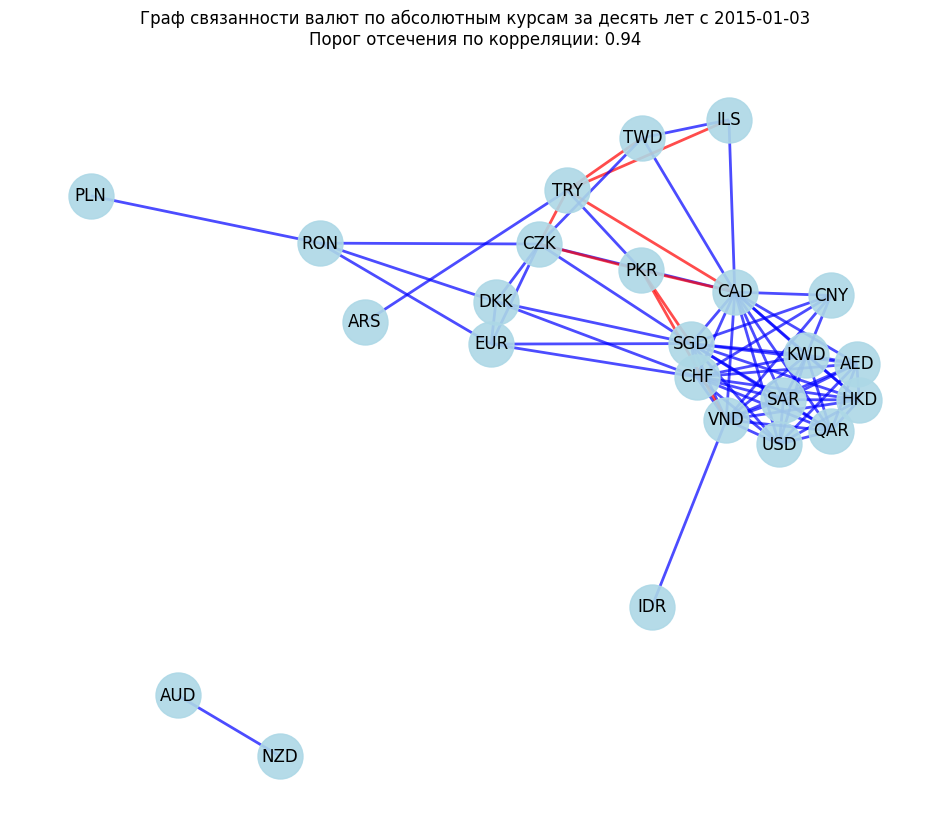 Граф связанности валют по абсолютным курсам за десять лет с 2015-01-03
Порог отсечения по корреляции: 0.94
ILS
TWD
TRY
PLN
RON
CZK
PKR
CAD
CNY
DKK
ARS
EUR
SGD
KWD
AED
CHF
SAR
HKD
VND
QAR
USD
IDR
AUD
NZD